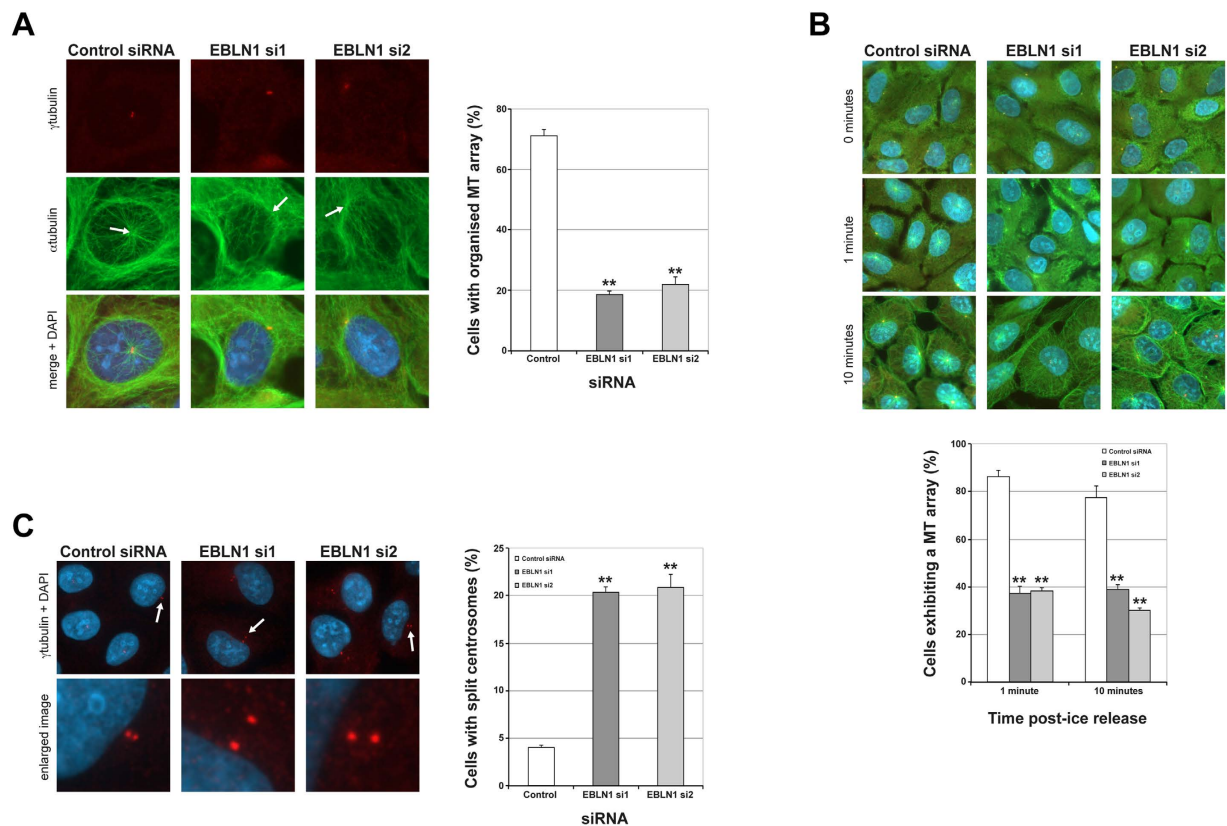 A
Control siRNA
EBLN1 si1
EBLN1 si2
γtubulin
αtubulin
merge + DAPI
Cells with organised MT array (%)
80
70
60
50
40
30
20
10
0
**
**
Control
EBLN1 si1
EBLN1 si2
siRNA
B
Control siRNA
EBLN1 si1
EBLN1 si2
0 minutes
1 minute
10 minutes
Cells exhibiting a MT array (%)
100
80
60
40
20
0
Control siRNA
EBLN1 si1
EBLN1 si2
** **
**
**
1 minute
10 minutes
Time post-ice release
C
Control siRNA
EBLN1 si1
EBLN1 si2
γtubulin + DAPI
enlarged image
Cells with split centrosomes (%)
25
20
15
10
5
0
Control siRNA
EBLN1 si1
EBLN1 si2
**
**
Control
EBLN1 si1
EBLN1 si2
siRNA